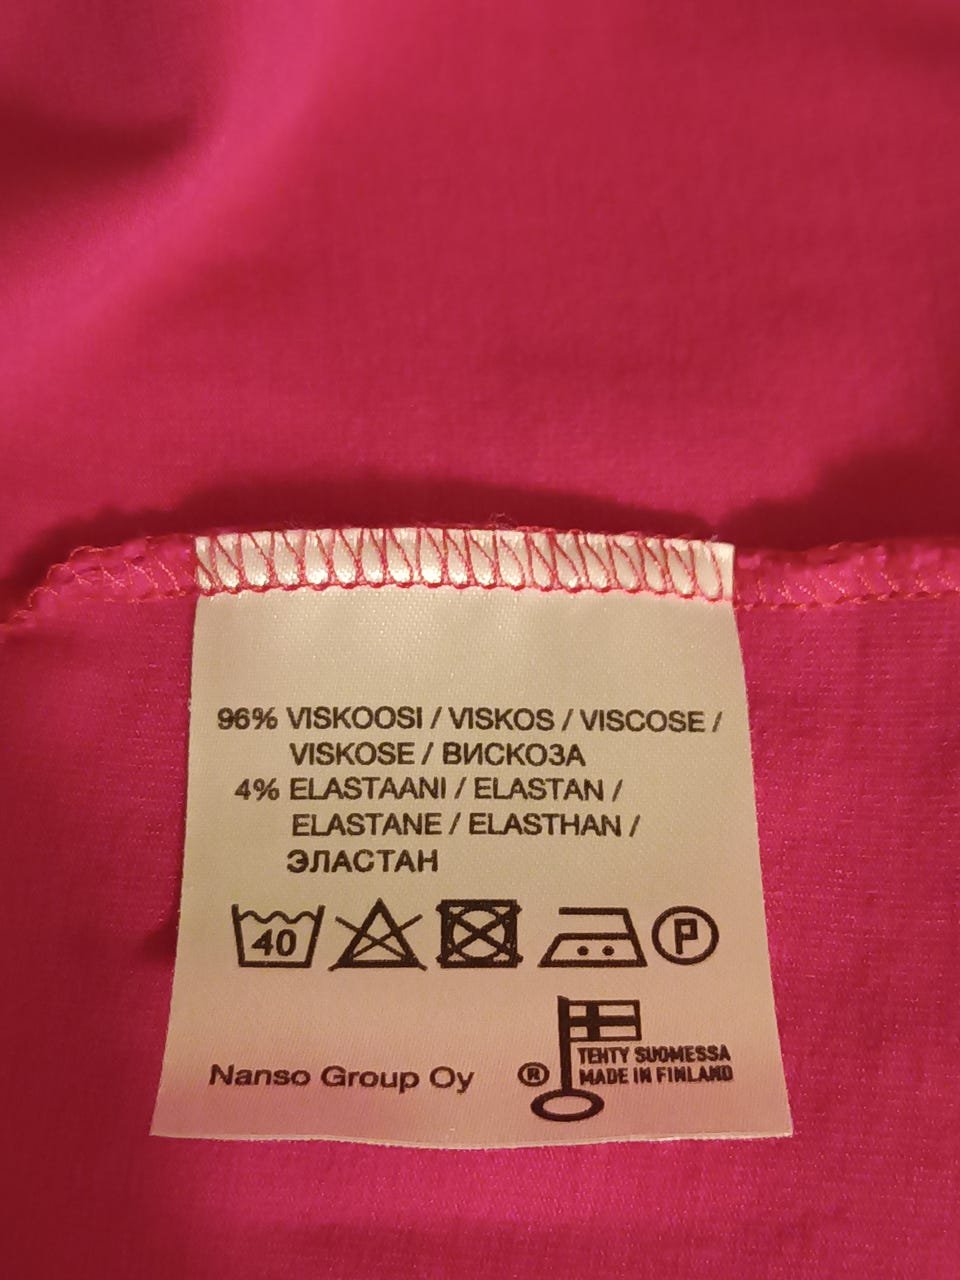 96% VISKOOSI / VISKOS / VISCOSE /
VISKOSE / ВИСКОЗА
4% ELASTAANI / ELASTAN /
ELASTANE / ELASTHAN /
ЭЛАСТАН
40
P
Nanso Group Oy
®
TEHTY SUOMESSA
MADE IN FINLAND